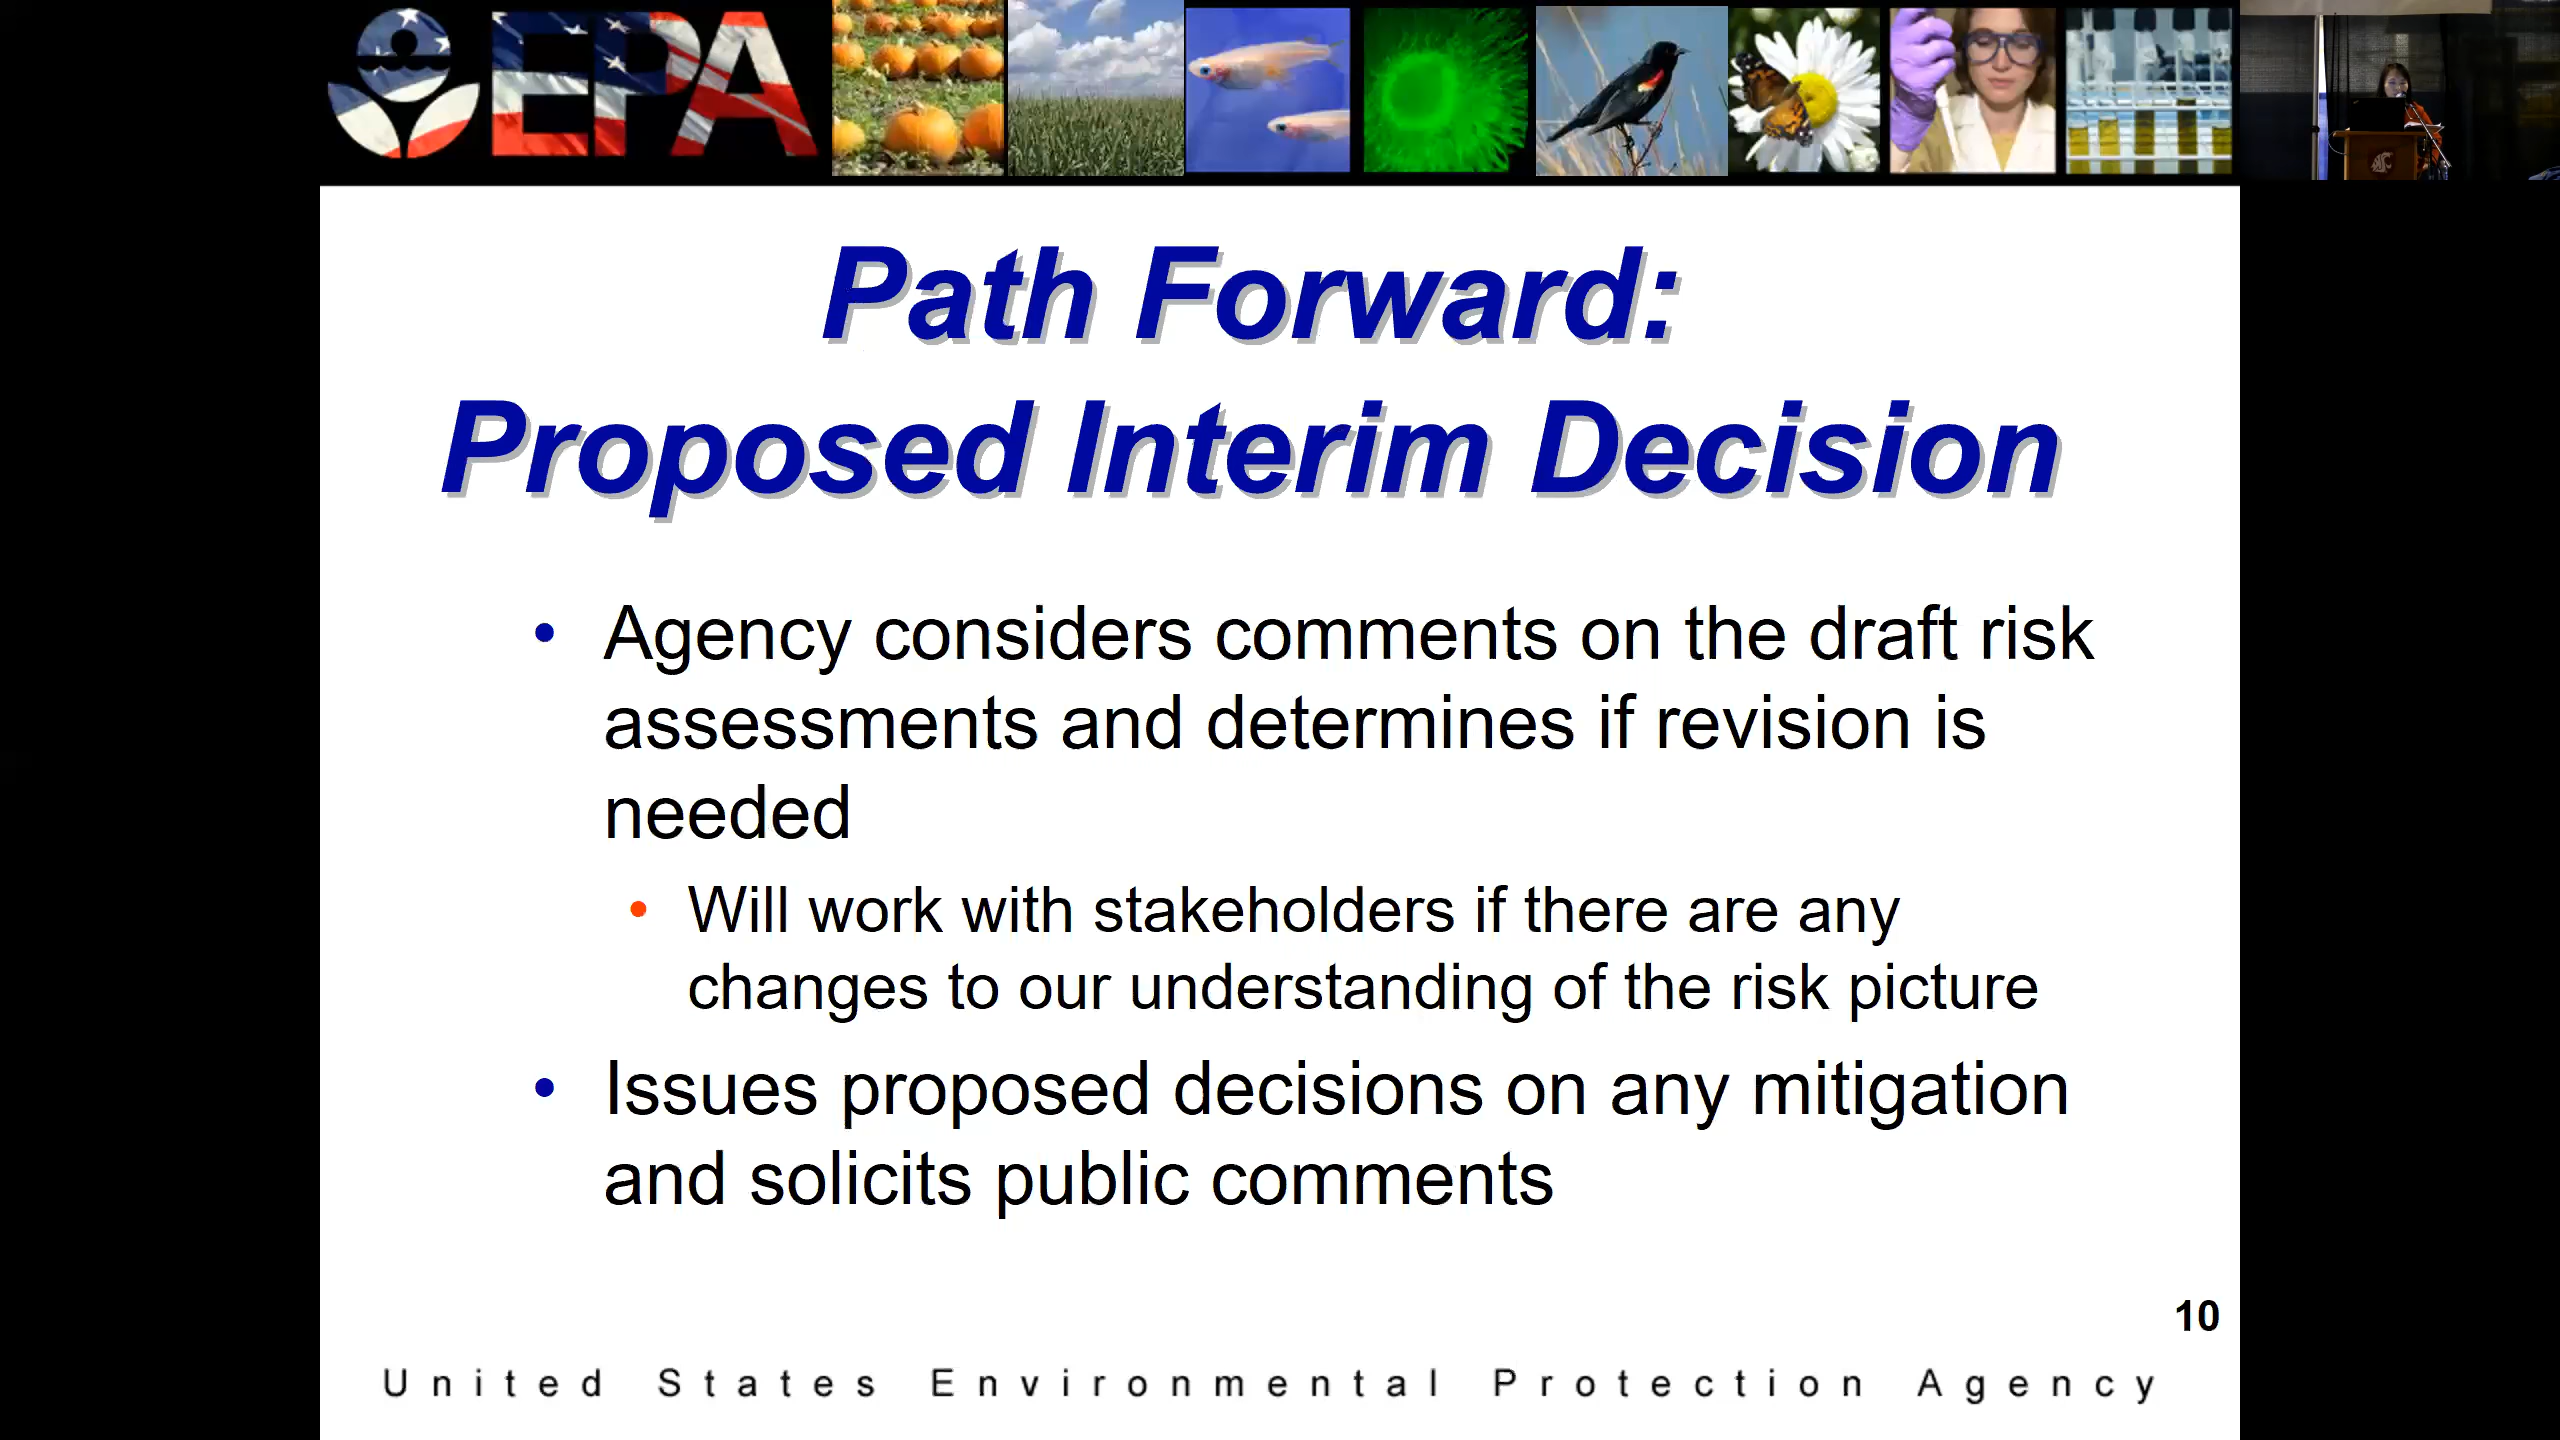 EPA
Path Forward:
Proposed Interim Decision
• Agency considers comments on the draft risk
assessments and determines if revision is
needed
• Will work with stakeholders if there are any
changes to our understanding of the risk picture
• Issues proposed decisions on any mitigation
and solicits public comments
10
United States Environmental Protection Agency